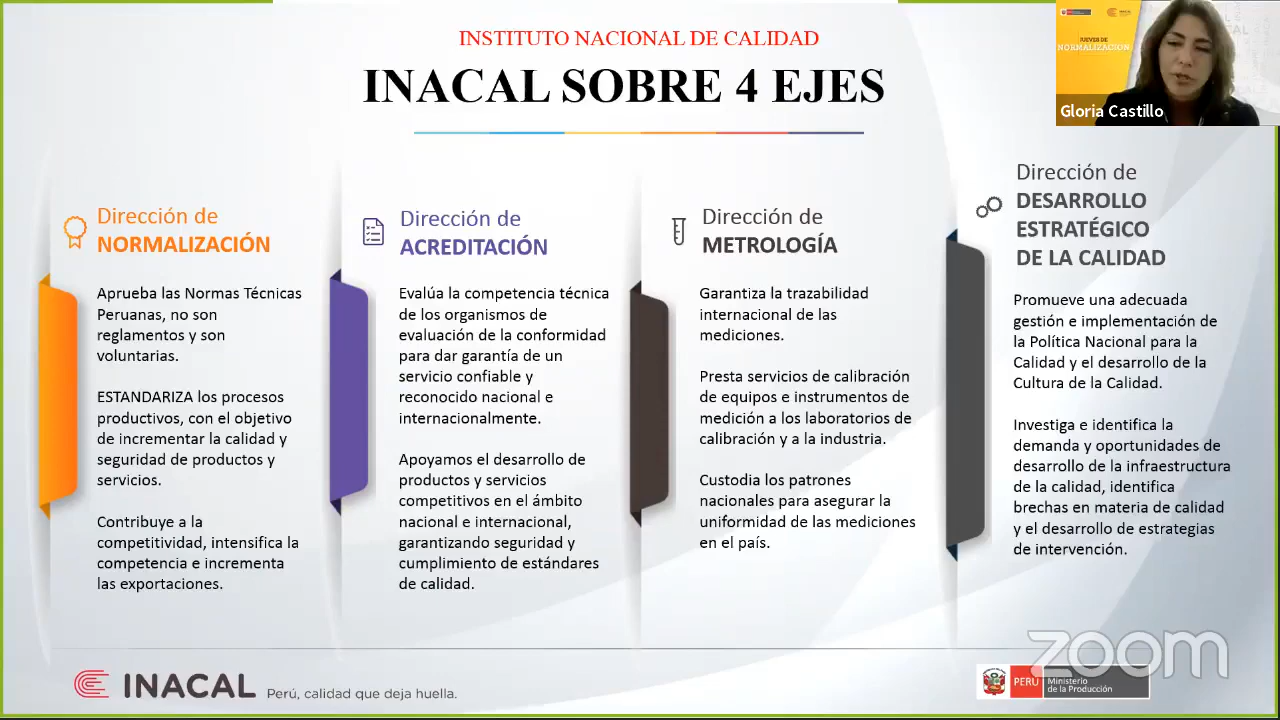 INSTITUTO NACIONAL DE CALIDAD
INACAL SOBRE 4 EJES
JUEVES DE
NORMALIZACIÓN
Gloria Castillo
Dirección de
NORMALIZACIÓN
Aprueba las Normas Técnicas
Peruanas, no son
reglamentos y son
voluntarias.
ESTANDARIZA los procesos
productivos, con el objetivo
de incrementar la calidad y
seguridad de productos y
servicios.
Contribuye a la
competitividad, intensifica la
competencia e incrementa
las exportaciones.
Dirección de
ACREDITACIÓN
Evalúa la competencia técnica
de los organismos de
evaluación de la conformidad
para dar garantía de un
servicio confiable y
reconocido nacional e
internacionalmente.
Apoyamos el desarrollo de
productos y servicios
competitivos en el ámbito
nacional e internacional,
garantizando seguridad y
cumplimiento de estándares
de calidad.
Dirección de
METROLOGÍA
Garantiza la trazabilidad
internacional de las
mediciones.
Presta servicios de calibración
de equipos e instrumentos de
medición a los laboratorios de
calibración y a la industria.
Custodia los patrones
nacionales para asegurar la
uniformidad de las mediciones
en el país.
Dirección de
DESARROLLO
ESTRATÉGICO
DE LA CALIDAD
Promueve una adecuada
gestión e implementación de
la Política Nacional para la
Calidad y el desarrollo de la
Cultura de la Calidad.
Investiga e identifica la
demanda y oportunidades de
desarrollo de la infraestructura
de la calidad, identifica
brechas en materia de calidad
y el desarrollo de estrategias
de intervención.
zoom
INACAL Perú, calidad que deja huella.
PERÚ Ministerio
de la Producción